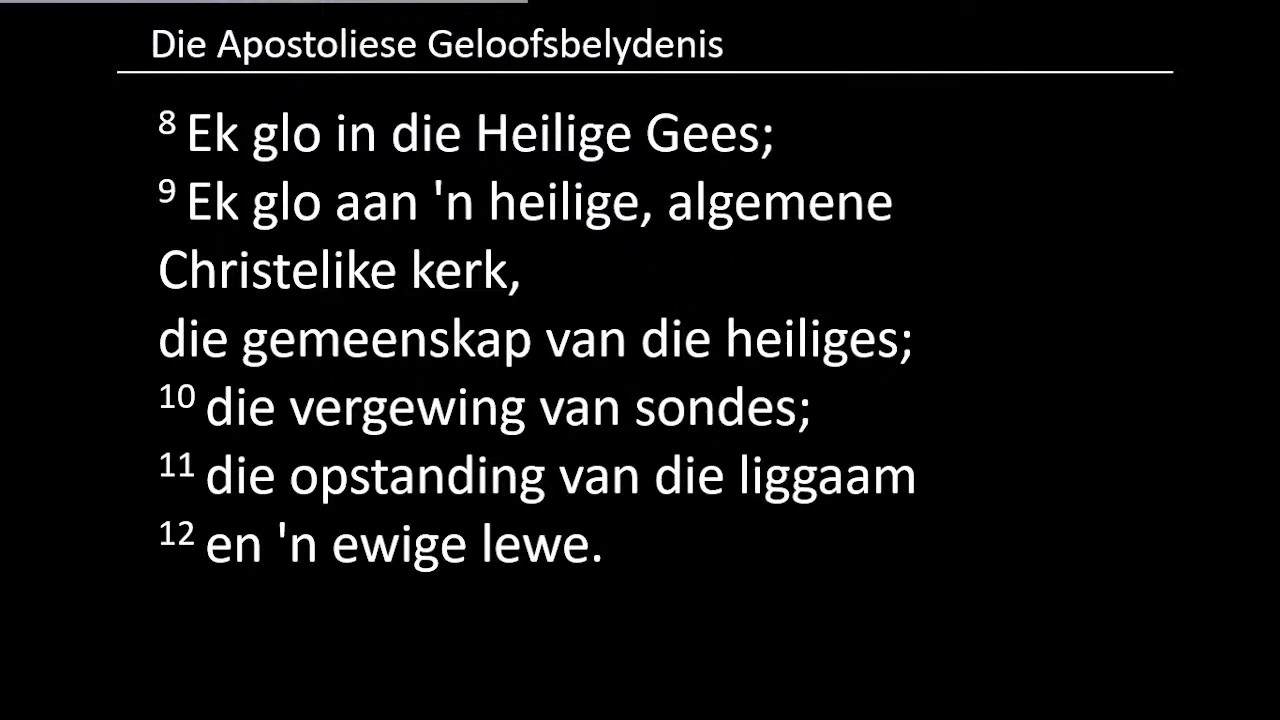 Die Apostoliese Geloofsbelydenis
8 Ek glo in die Heilige Gees;
9 Ek glo aan 'n heilige, algemene
Christelike kerk,
die gemeenskap van die heiliges;
10 die vergewing van sondes;
11 die opstanding van die liggaam
12 en 'n ewige lewe.